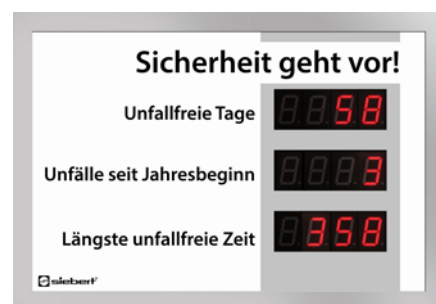 Sicherheit geht vor!
Unfallfreie Tage 58
Unfälle seit Jahresbeginn 3
Längste unfallfreie Zeit 358
siebert